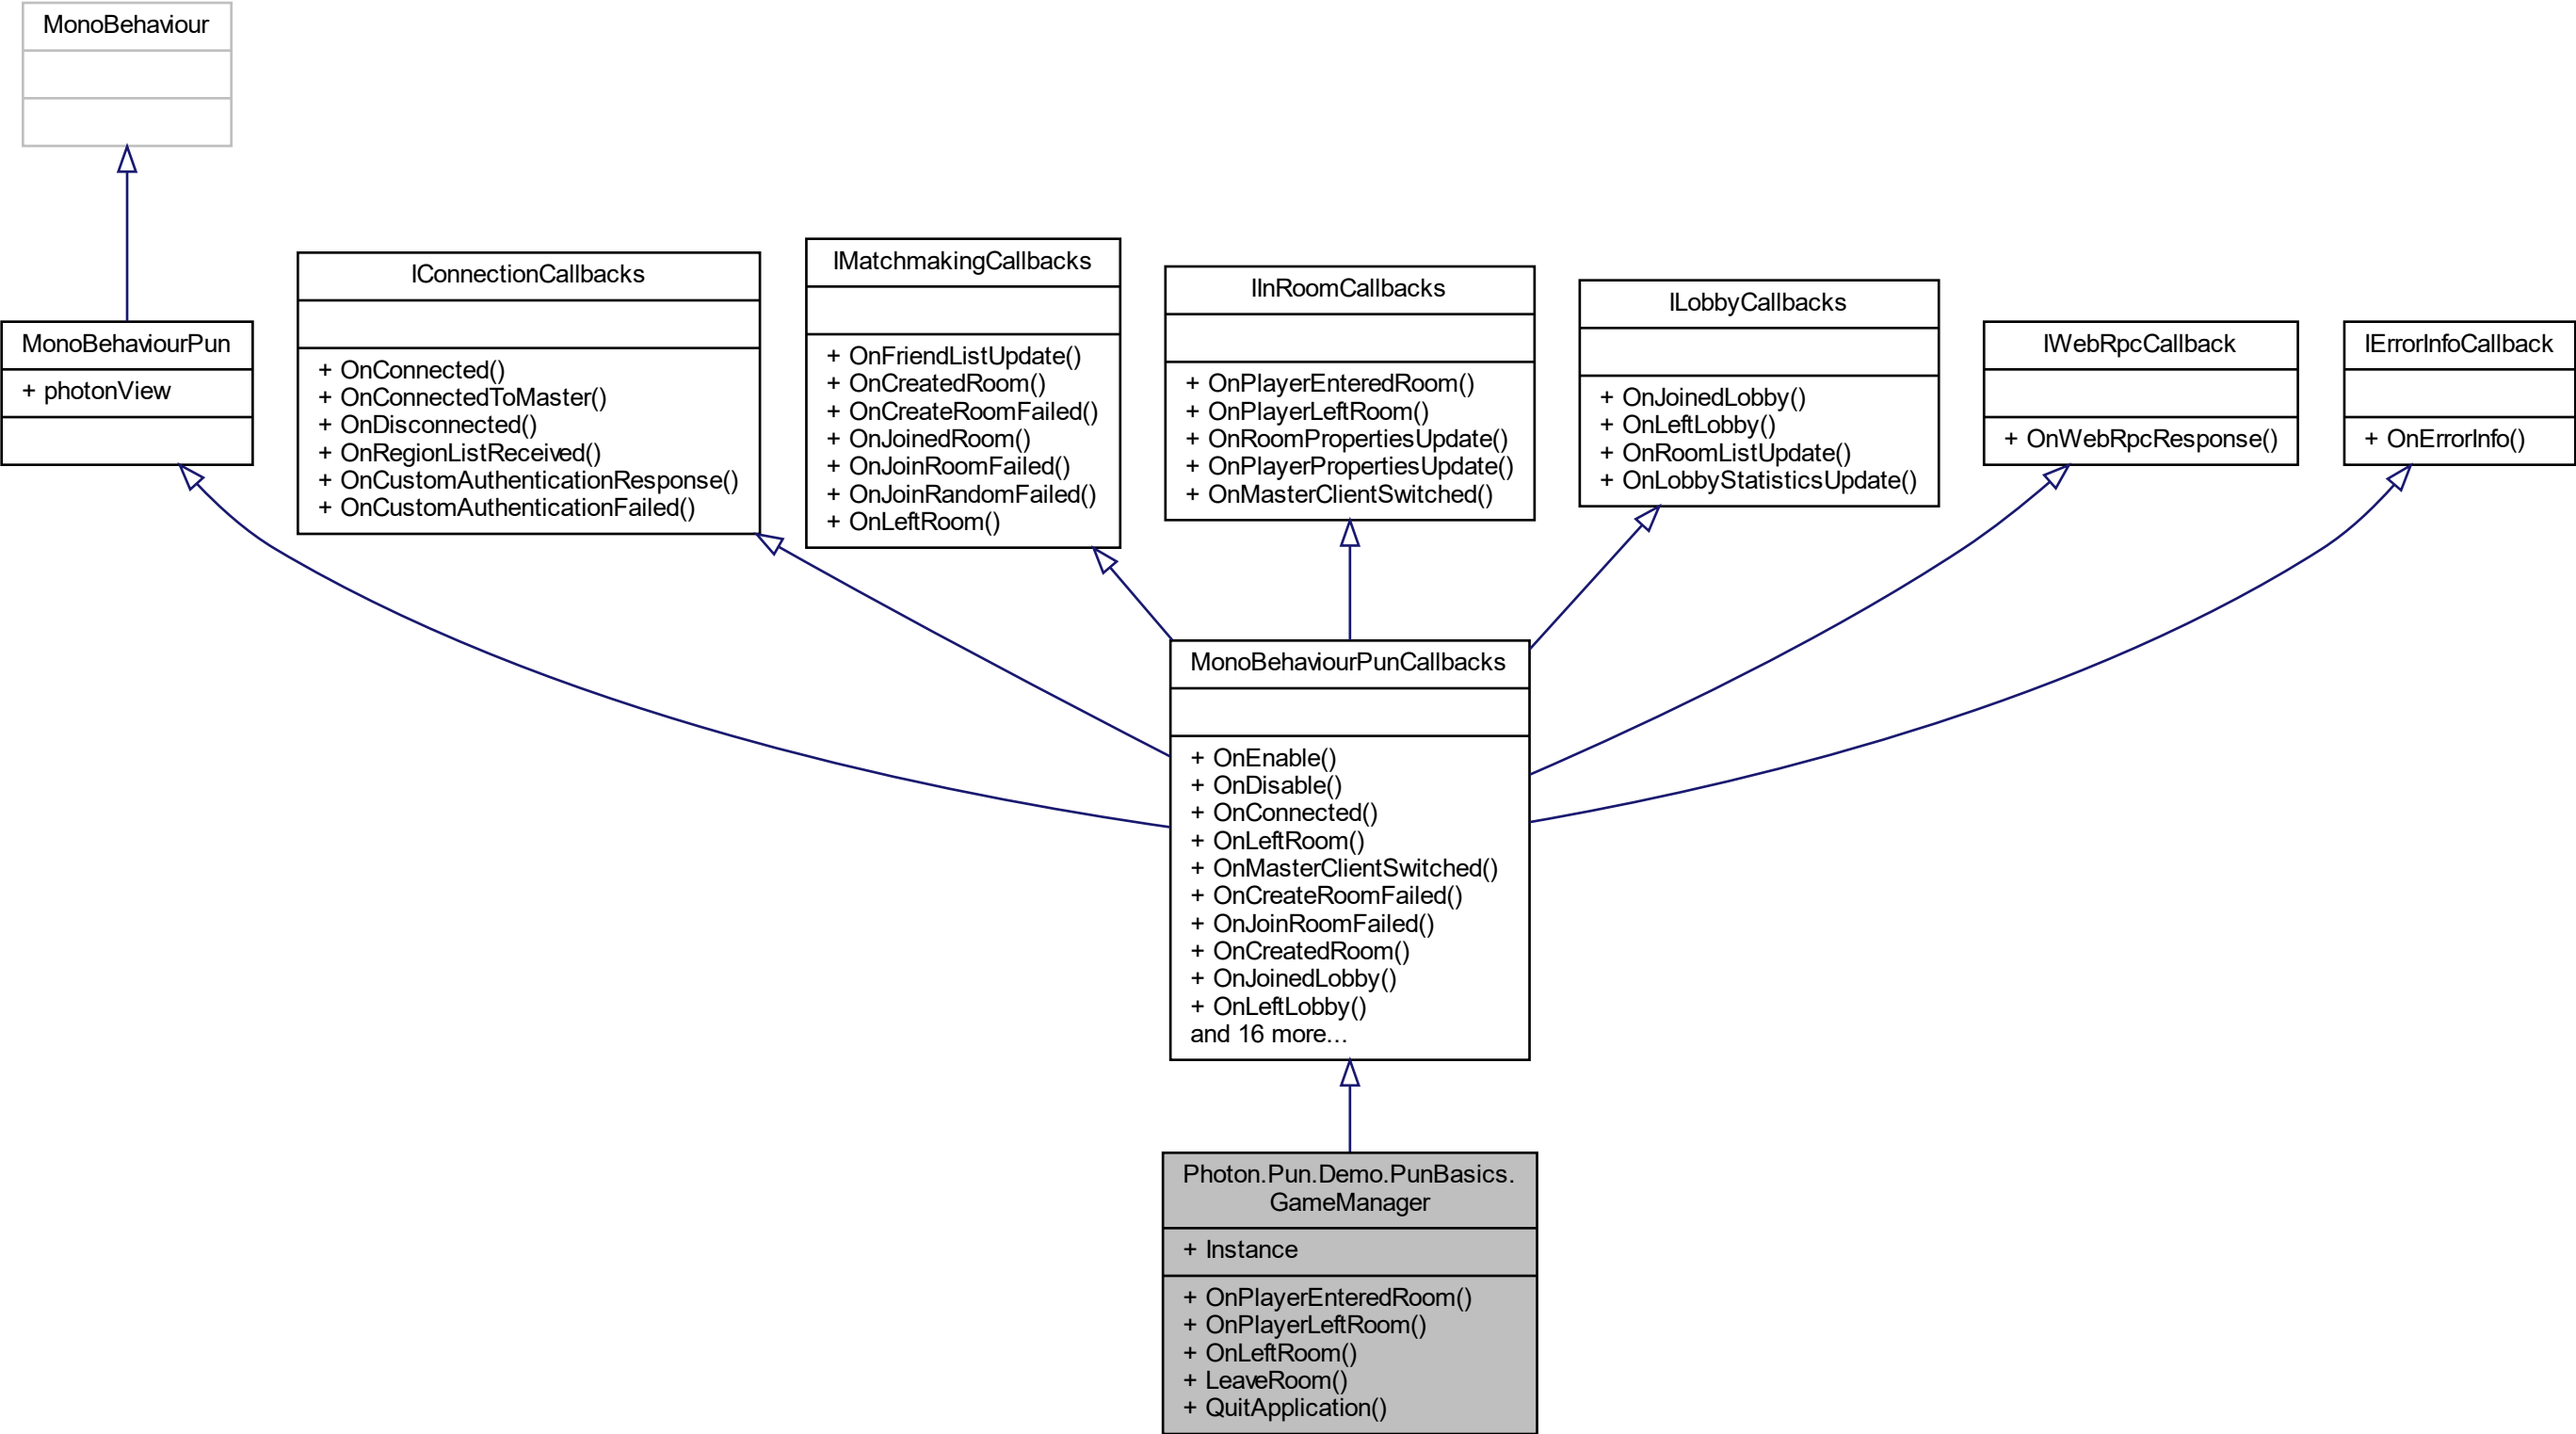 MonoBehaviour
MonoBehaviourPun
+ photonView
IConnectionCallbacks
+ OnConnected()
+ OnConnectedToMaster()
+ OnDisconnected()
+ OnRegionListReceived()
+ OnCustomAuthenticationResponse()
+ OnCustomAuthenticationFailed()
IMatchmakingCallbacks
+ OnFriendListUpdate()
+ OnCreatedRoom()
+ OnCreateRoomFailed()
+ OnJoinedRoom()
+ OnJoinRoomFailed()
+ OnJoinRandomFailed()
+ OnLeftRoom()
IInRoomCallbacks
+ OnPlayerEnteredRoom()
+ OnPlayerLeftRoom()
+ OnRoomPropertiesUpdate()
+ OnPlayerPropertiesUpdate()
+ OnMasterClientSwitched()
ILobbyCallbacks
+ OnJoinedLobby()
+ OnLeftLobby()
+ OnRoomListUpdate()
+ OnLobbyStatisticsUpdate()
IWebRpcCallback
+ OnWebRpcResponse()
IErrorInfoCallback
+ OnErrorInfo()
MonoBehaviourPunCallbacks
+ OnEnable()
+ OnDisable()
+ OnConnected()
+ OnLeftRoom()
+ OnMasterClientSwitched()
+ OnCreateRoomFailed()
+ OnJoinRoomFailed()
+ OnCreatedRoom()
+ OnJoinedLobby()
+ OnLeftLobby()
and 16 more...
Photon.Pun.Demo.PunBasics.
GameManager
+ Instance
+ OnPlayerEnteredRoom()
+ OnPlayerLeftRoom()
+ OnLeftRoom()
+ LeaveRoom()
+ QuitApplication()